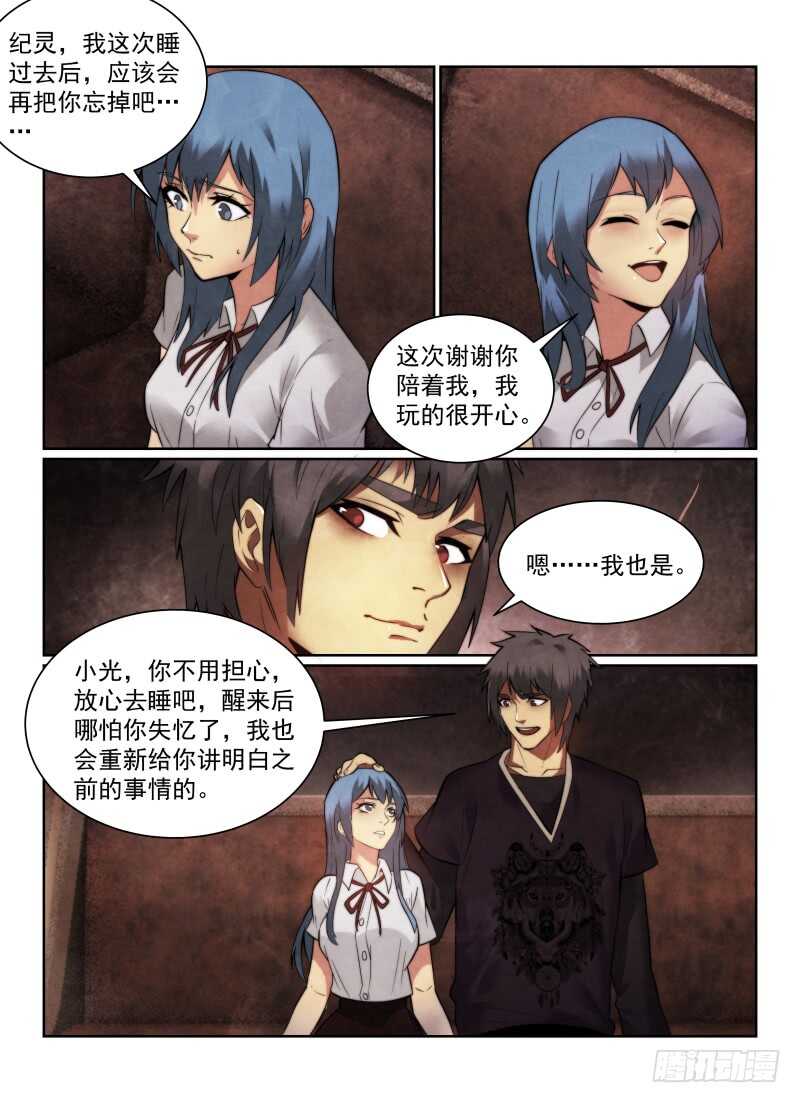 纪灵，我这次睡
过去后，应该会
再把你忘掉吧……
……
这次谢谢你
陪着我，我
玩的很开心。
嗯……我也是。
小光，你不用担心，
放心去睡吧，醒来后
哪怕你失忆了，我也
会重新给你讲明白之
前的事情的。
腾讯动漫